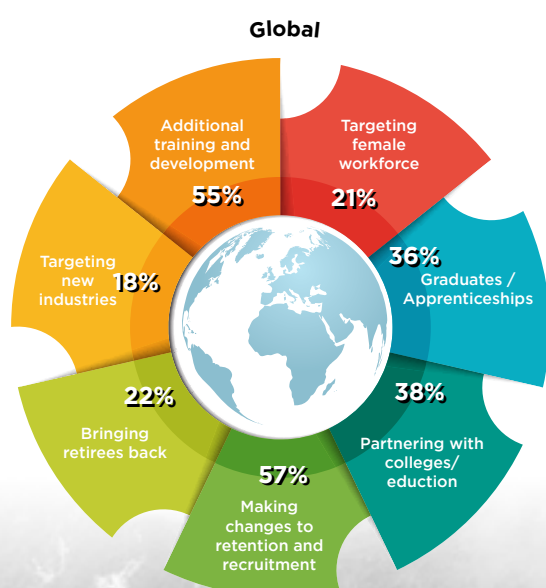 Global
Additional
training and
development
55%
Targeting
female
workforce
21%
36%
Graduates /
Apprenticeships
38%
Partnering with
colleges/
eduction
57%
Making
changes to
retention and
recruitment
22%
Bringing
retirees back
Targeting
new
industries
18%